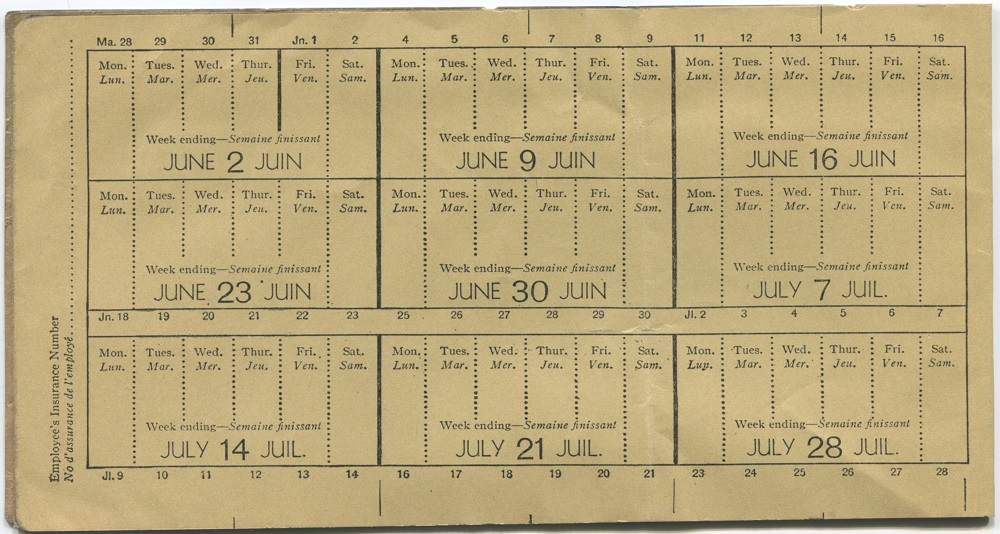 Ma. 28 29 30 31 Jn. 1 2 4 5 6 7 8 9 11 12 13 14 15 16
Mon. Tues. Wed. Thur. Fri. Sat. Mon. Tues. Wed. Thur. Fri. Sat. Mon. Tues. Wed. Thur. Fri. Sat.
Lun. Mar. Mer. Jeu. Ven. Sam. Lun. Mar. Mer. Jeu. Ven. Sam. Lun. Mar. Mer. Jeu. Ven. Sam.
Week ending—Semaine finissant Week ending—Semaine finissant Week ending—Semaine finissant
JUNE 2 JUIN JUNE 9 JUIN JUNE 16 JUIN
Mon. Tues. Wed. Thur. Fri. Sat. Mon. Tues. Wed. Thur. Fri. Sat. Mon. Tues. Wed. Thur. Fri. Sat.
Lun. Mar. Mer. Jeu. Ven. Sam. Lun. Mar. Mer. Jeu. Ven. Sam. Lun. Mar. Mer. Jeu. Ven. Sam.
Week ending—Semaine finissant Week ending—Semaine finissant Week ending—Semaine finissant
JUNE 23 JUIN JUNE 30 JUIN JULY 7 JUIL.
Jn. 18 19 20 21 22 23 25 26 27 28 29 30 Jl. 2 3 4 5 6 7
Mon. Tues. Wed. Thur. Fri. Sat. Mon. Tues. Wed. Thur. Fri. Sat. Mon. Tues. Wed. Thur. Fri. Sat.
Lun. Mar. Mer. Jeu. Ven. Sam. Lun. Mar. Mer. Jeu. Ven. Sam. Lun. Mar. Mer. Jeu. Ven. Sam.
Week ending—Semaine finissant Week ending—Semaine finissant Week ending—Semaine finissant
JULY 14 JUIL. JULY 21 JUIL. JULY 28 JUIL.
Jl. 9 10 11 12 13 14 16 17 18 19 20 21 23 24 25 26 27 28
Employee's Insurance Number
No d'assurance de l'employé